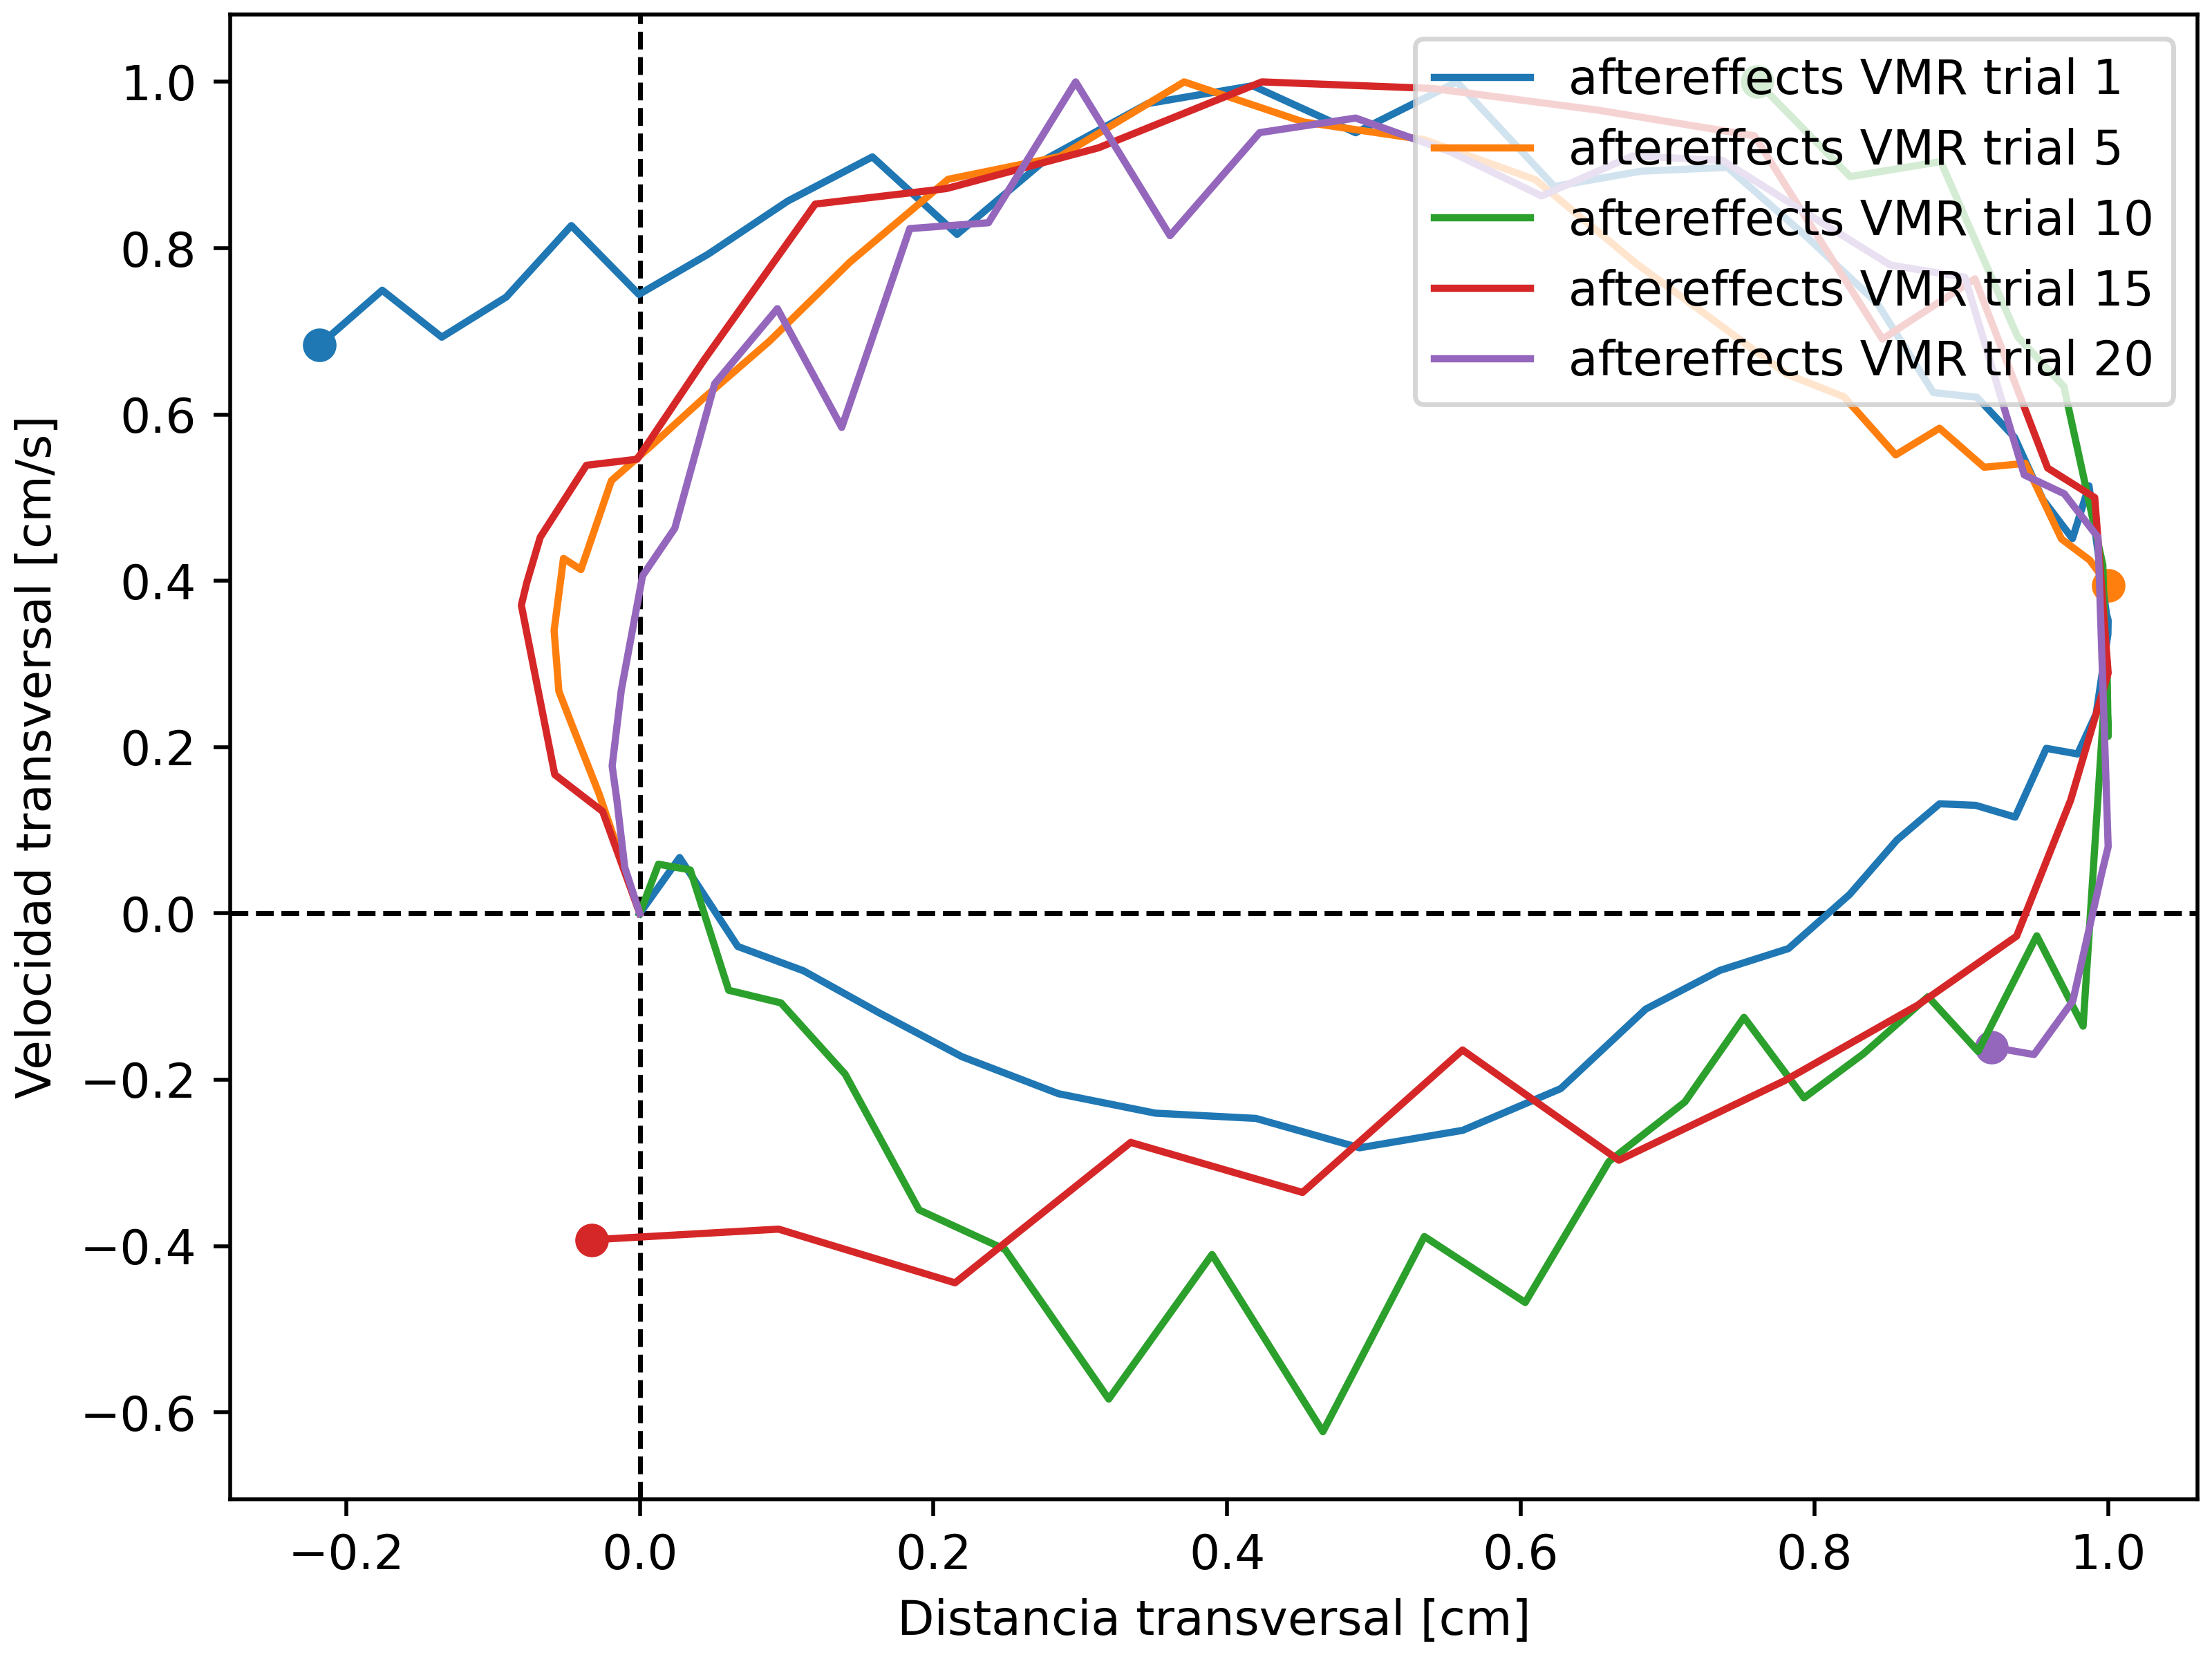 aftereffects VMR trial 1
aftereffects VMR trial 5
aftereffects VMR trial 10
aftereffects VMR trial 15
aftereffects VMR trial 20
Velocidad transversal [cm/s]
1.0
0.8
0.6
0.4
0.2
0.0
−0.2
−0.4
−0.6
−0.2
0.0
0.2
0.4
0.6
0.8
1.0
Distancia transversal [cm]